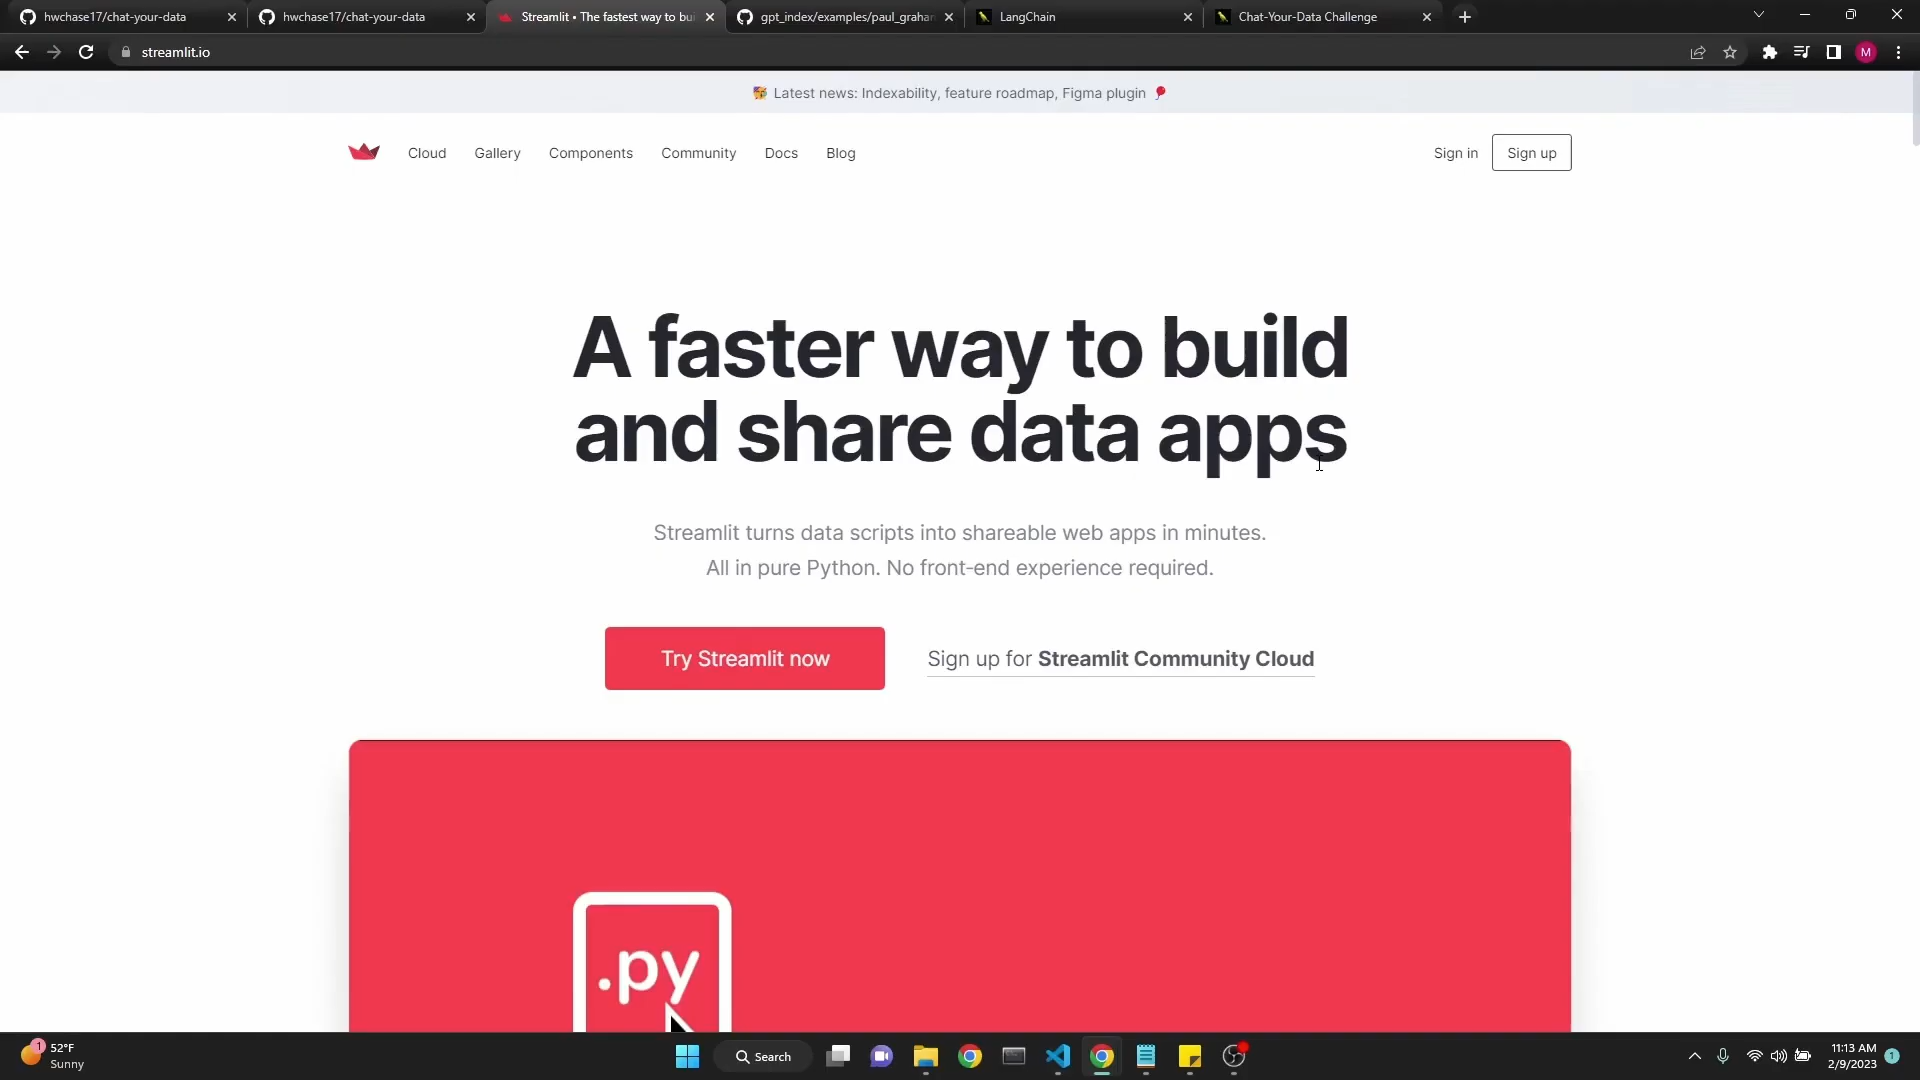 hwchase17/chat-your-data
hwchase17/chat-your-data
Streamlit • The fastest way to bui
gpt_index/examples/paul_graham
LangChain
Chat-Your-Data Challenge
streamlit.io
M
Latest news: Indexability, feature roadmap, Figma plugin
Cloud
Gallery
Components
Community
Docs
Blog
Sign in
Sign up
A faster way to build
and share data apps
Streamlit turns data scripts into shareable web apps in minutes.
All in pure Python. No front-end experience required.
Try Streamlit now
Sign up for Streamlit Community Cloud
.py
1
52°F
Sunny
Search
11:13 AM
2/9/2023
1